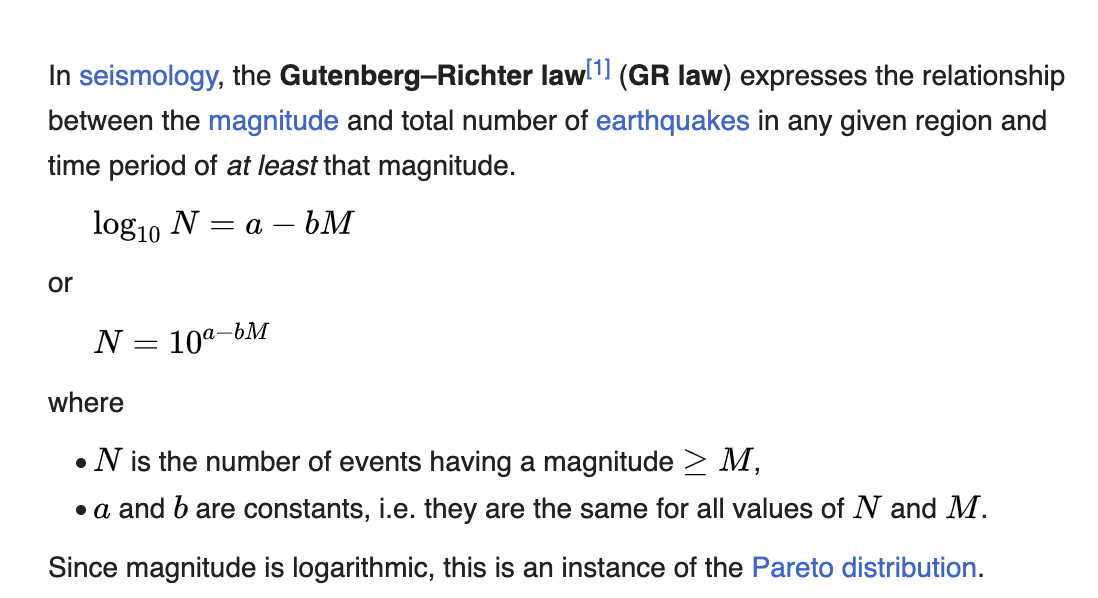 In seismology, the Gutenberg–Richter law[1] (GR law) expresses the relationship
between the magnitude and total number of earthquakes in any given region and
time period of at least that magnitude.
log₁₀ N = a − bM
or
N = 10^{a−bM}
where
• N is the number of events having a magnitude ≥ M,
• a and b are constants, i.e. they are the same for all values of N and M.
Since magnitude is logarithmic, this is an instance of the Pareto distribution.